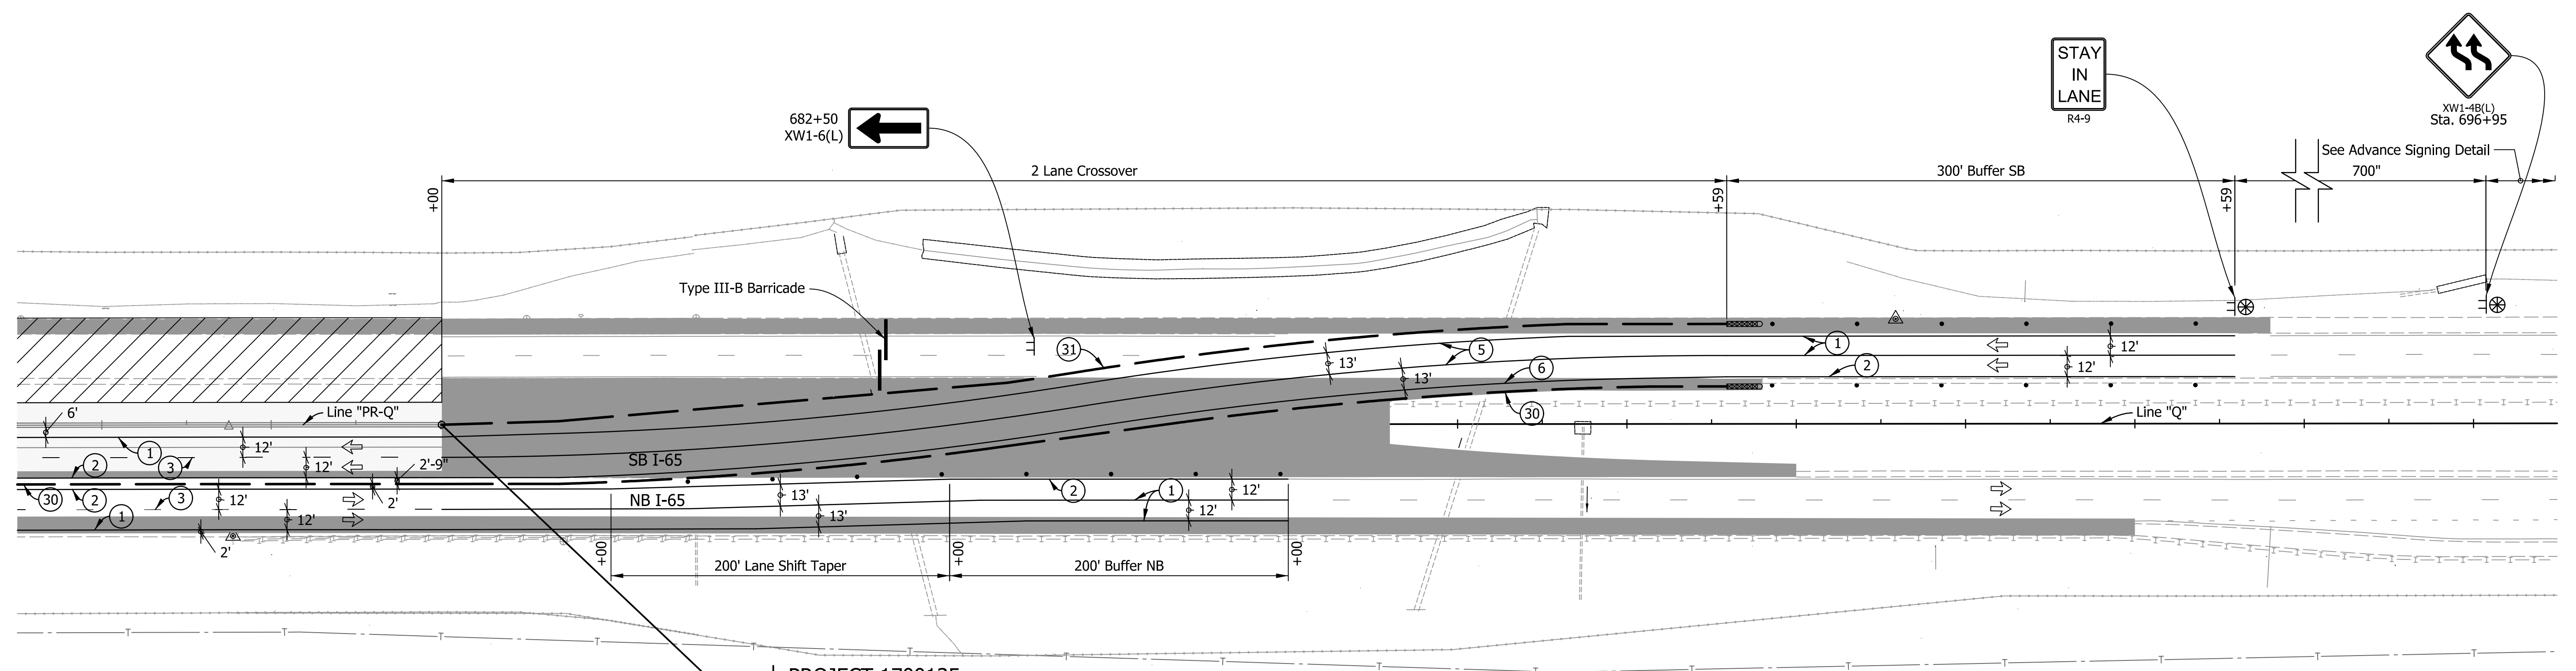 STAY
IN
LANE
R4-9
XW1-4B(L)
Sta. 696+95
682+50
XW1-6(L)
See Advance Signing Detail
2 Lane Crossover
300' Buffer SB
700"
+00
+59
+59
Type III-B Barricade
31
5
1
12'
13'
13'
6
2
12'
30
6'
Line "PR-Q"
Line "Q"
1
12'
2
3
12'
2'-9"
SB I-65
30
2
3
12'
2'
NB I-65
13'
2
1
12'
12'
1
12'
13'
2'
+00
+00
+00
200' Lane Shift Taper
200' Buffer NB
T T T T T T T T T T T T T T T T